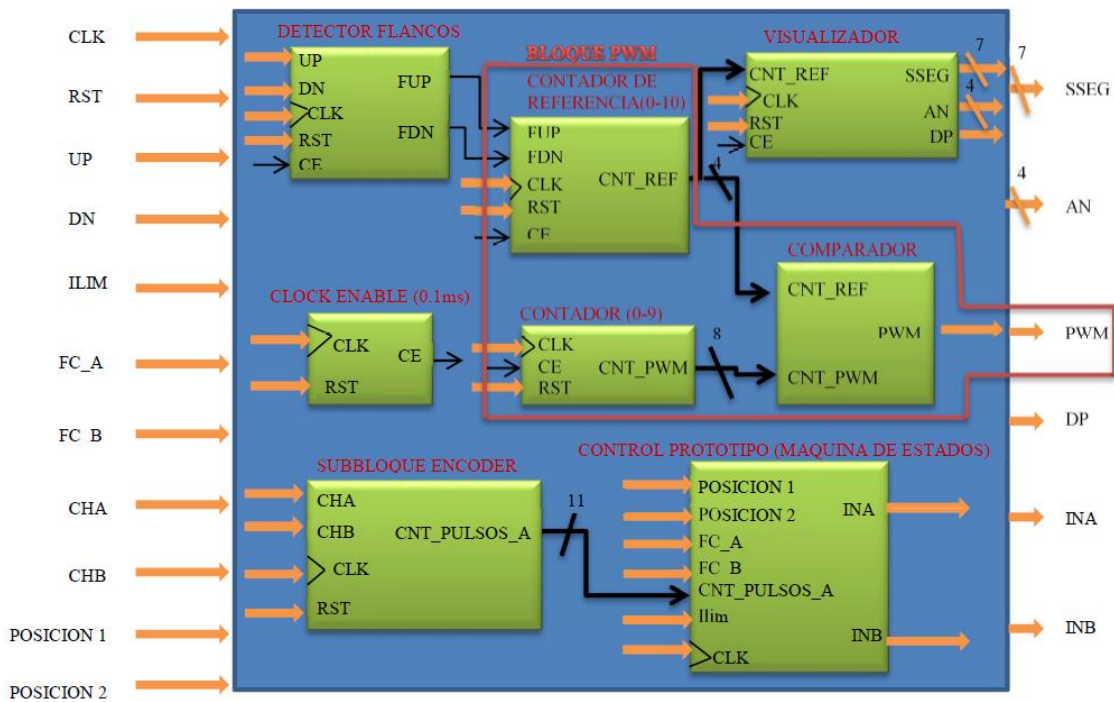 CLK
RST
UP
DN
ILIM
FC_A
FC_B
CHA
CHB
POSICION 1
POSICION 2
DETECTOR FLANCOS
UP
DN
CLK
RST
CE
FUP
FDN
BLOQUE PWM
CONTADOR DE
REFERENCIA(0-10)
FUP
FDN
CLK
RST
CE
CNT_REF
4
VISUALIZADOR
CNT_REF
CLK
RST
CE
SSEG
AN
DP
7
4
CLOCK ENABLE (0.1ms)
CLK
RST
CE
CONTADOR (0-9)
CLK
CE
RST
CNT_PWM
8
COMPARADOR
CNT_REF
CNT_PWM
PWM
SUBBLOQUE ENCODER
CHA
CHB
CLK
RST
CNT_PULSOS_A
11
CONTROL PROTOTIPO (MAQUINA DE ESTADOS)
POSICION 1
POSICION 2
FC_A
FC_B
CNT_PULSOS_A
Ilim
CLK
INA
INB
7
SSEG
4
AN
PWM
DP
INA
INB